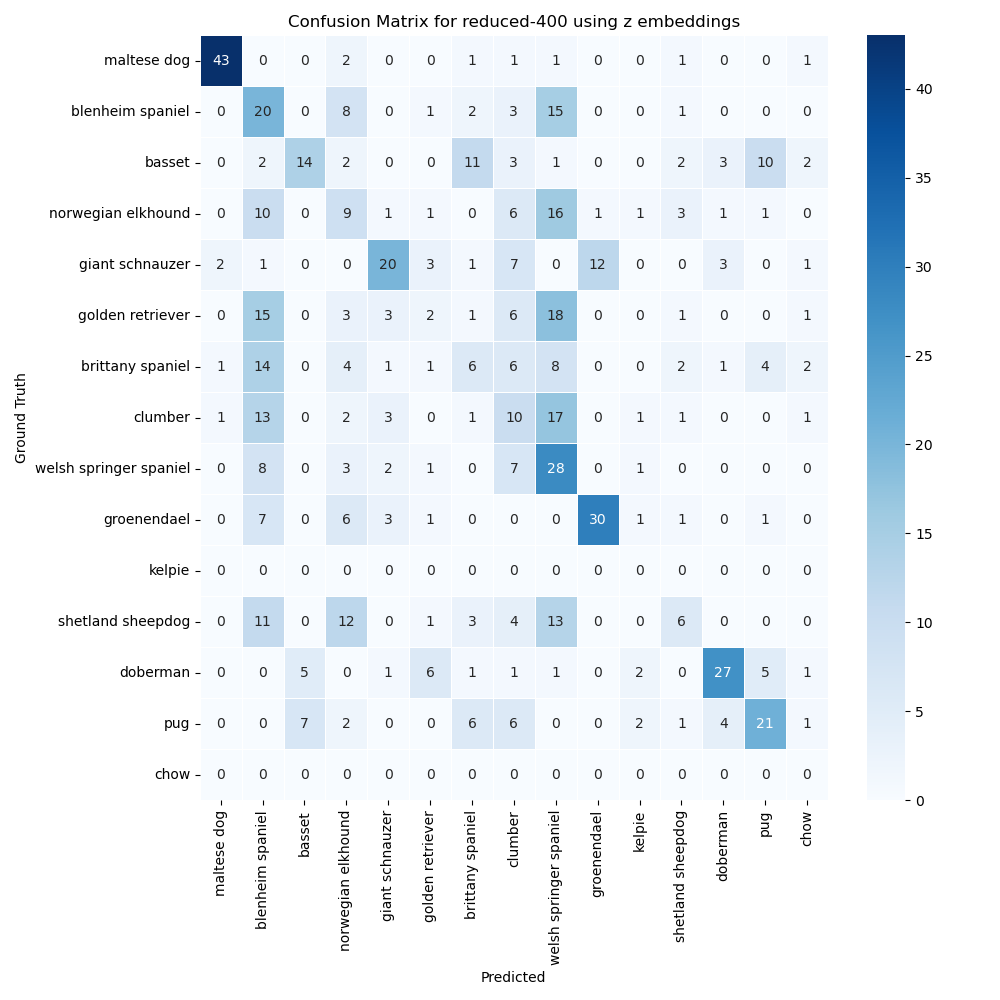 Confusion Matrix for reduced-400 using z embeddings
Ground Truth
maltese dog 43 0 0 2 0 0 1 1 1 0 0 1 0 0 1
blenheim spaniel 0 20 0 8 0 1 2 3 15 0 0 1 0 0 0
basset 0 2 14 2 0 0 11 3 1 0 0 2 3 10 2
norwegian elkhound 0 10 0 9 1 1 0 6 16 1 1 3 1 1 0
giant schnauzer 2 1 0 0 20 3 1 7 0 12 0 0 3 0 1
golden retriever 0 15 0 3 3 2 1 6 18 0 0 1 0 0 1
brittany spaniel 1 14 0 4 1 1 6 6 8 0 0 2 1 4 2
clumber 1 13 0 2 3 0 1 10 17 0 1 1 0 0 1
welsh springer spaniel 0 8 0 3 2 1 0 7 28 0 1 0 0 0 0
groenendael 0 7 0 6 3 1 0 0 0 30 1 1 0 1 0
kelpie 0 0 0 0 0 0 0 0 0 0 0 0 0 0 0
shetland sheepdog 0 11 0 12 0 1 3 4 13 0 0 6 0 0 0
doberman 0 0 5 0 1 6 1 1 1 0 2 0 27 5 1
pug 0 0 7 2 0 0 6 6 0 0 2 1 4 21 1
chow 0 0 0 0 0 0 0 0 0 0 0 0 0 0 0
maltese dog
blenheim spaniel
basset
norwegian elkhound
giant schnauzer
golden retriever
brittany spaniel
clumber
welsh springer spaniel
groenendael
kelpie
shetland sheepdog
doberman
pug
chow
Predicted
40
35
30
25
20
15
10
5
0